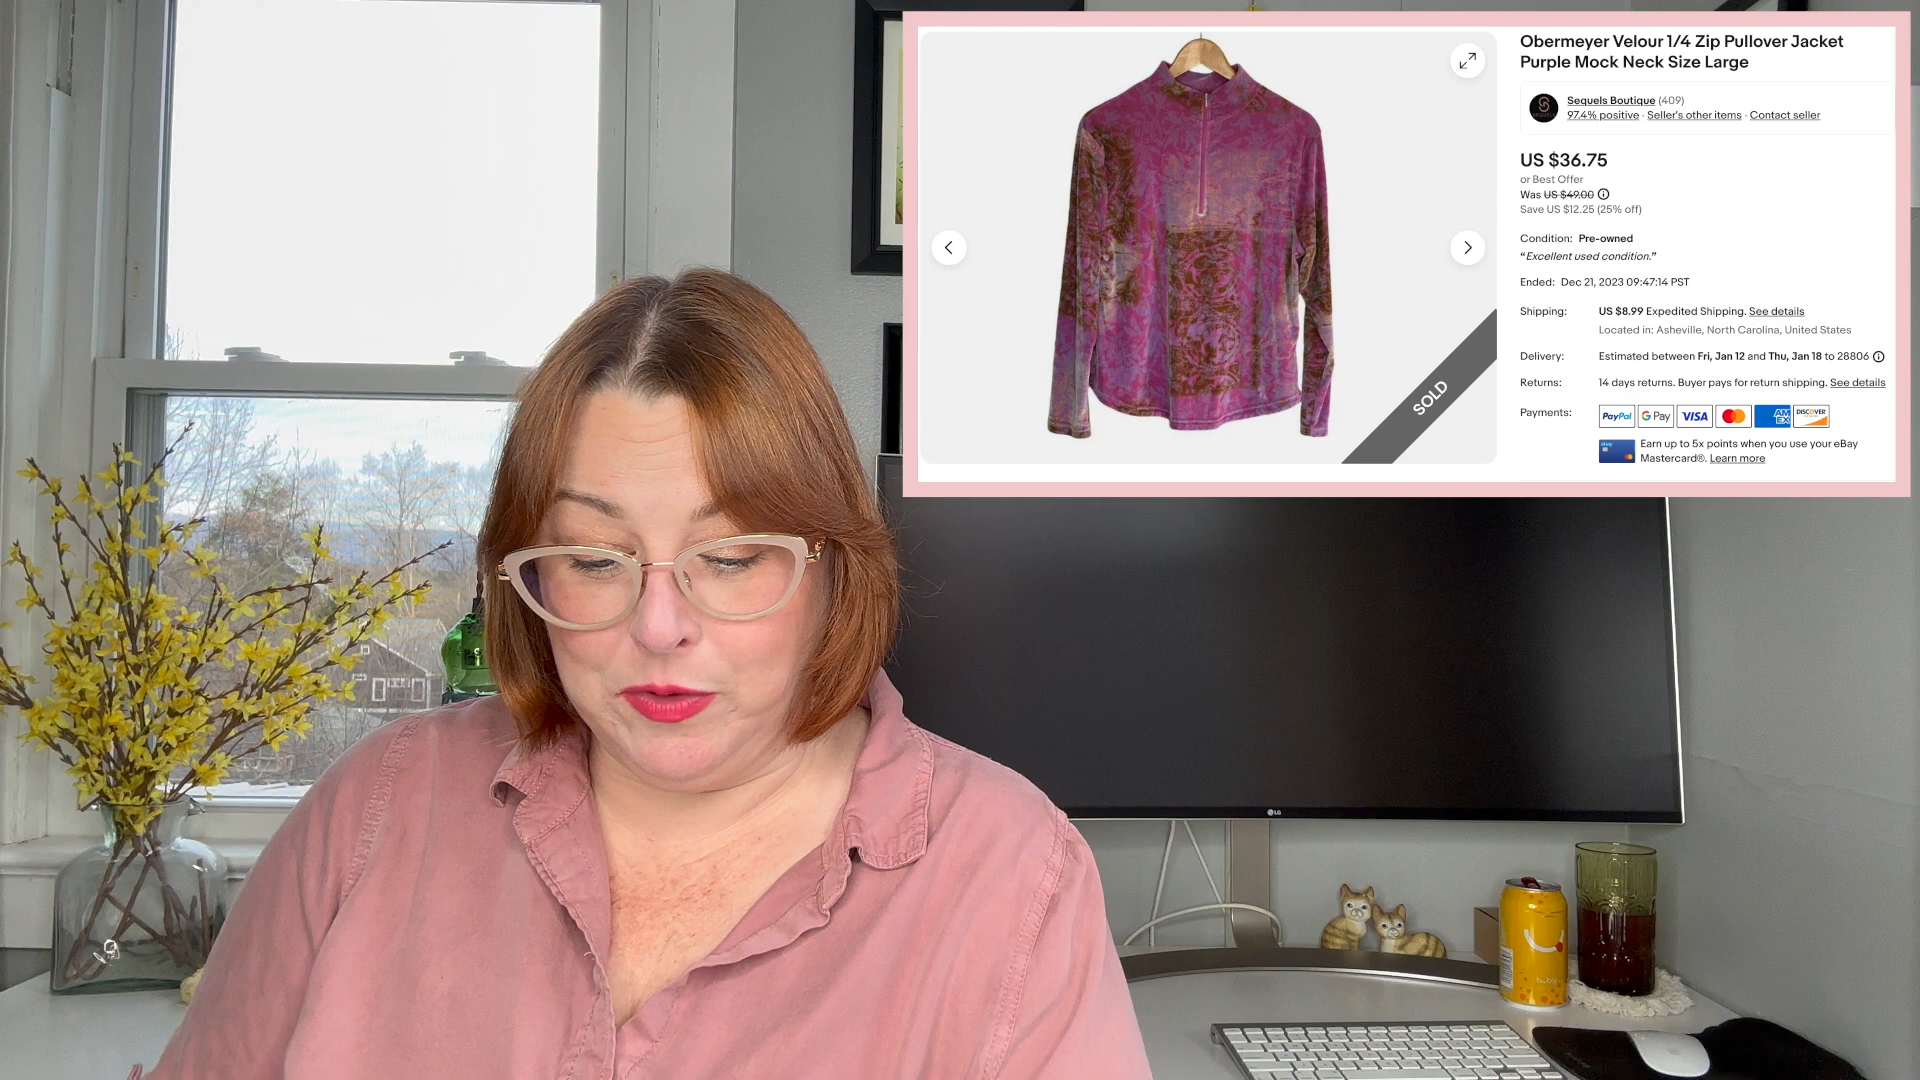 Obermeyer Velour 1/4 Zip Pullover Jacket
Purple Mock Neck Size Large
Sequels Boutique (409)
97.4% positive · Seller's other items · Contact seller
US $36.75
or Best Offer
Was US $49.00
Save US $12.25 (25% off)
Condition: Pre-owned
“Excellent used condition.”
Ended: Dec 21, 2023 09:47:14 PST
Shipping: US $8.99 Expedited Shipping. See details
Located in: Asheville, North Carolina, United States
Delivery: Estimated between Fri, Jan 12 and Thu, Jan 18 to 28806
Returns: 14 days returns. Buyer pays for return shipping. See details
Payments: PayPal G Pay VISA AM EX DISCOVER
Earn up to 5x points when you use your eBay
Mastercard®. Learn more
SOLD
LG